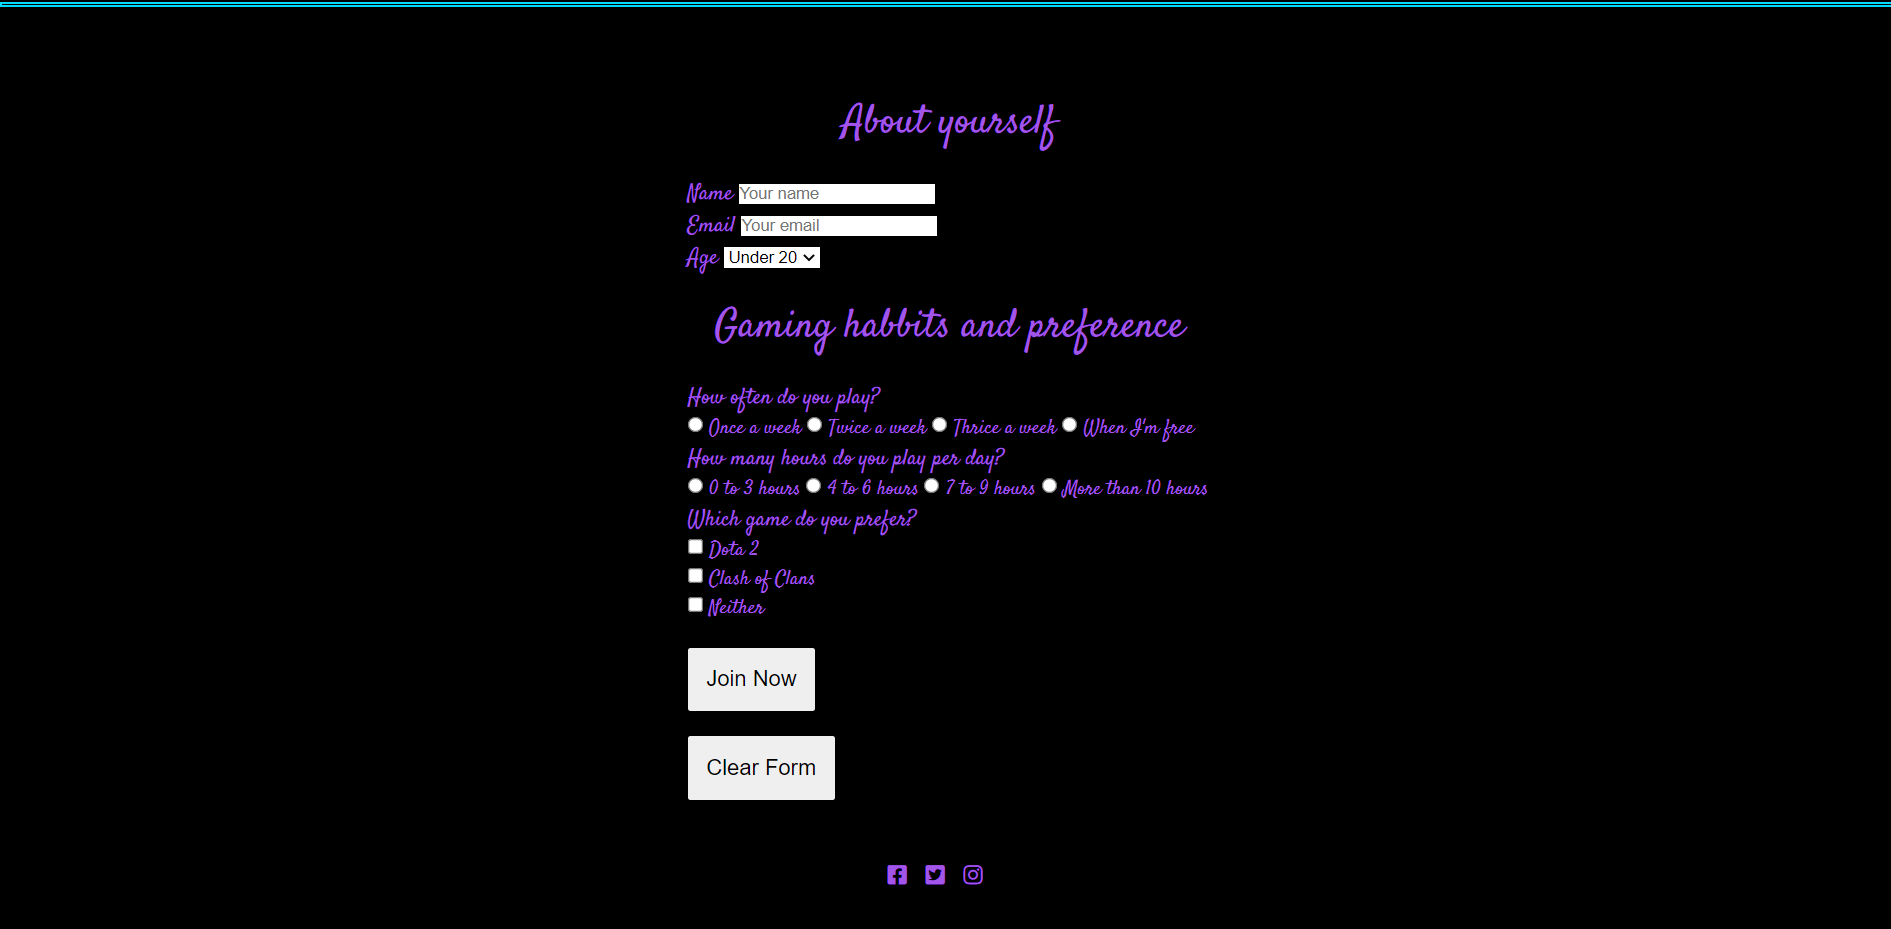 About yourself
Name Your name
Email Your email
Age Under 20
Gaming habbits and preference
How often do you play?
Once a week Twice a week Thrice a week When I'm free
How many hours do you play per day?
0 to 3 hours 4 to 6 hours 7 to 9 hours More than 10 hours
Which game do you prefer?
Dota 2
Clash of Clans
Neither
Join Now
Clear Form